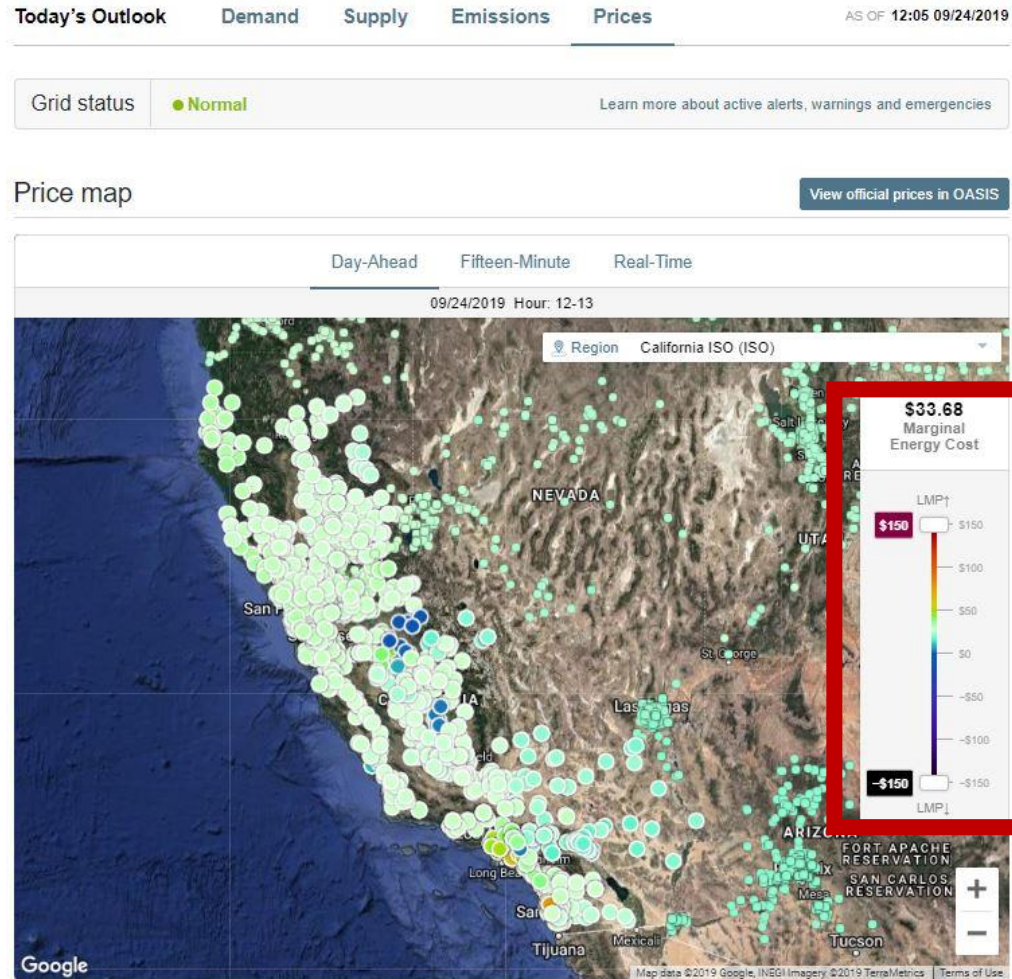 Today's Outlook Demand Supply Emissions Prices AS OF 12:05 09/24/2019
Grid status Normal Learn more about active alerts, warnings and emergencies
Price map View official prices in OASIS
Day-Ahead Fifteen-Minute Real-Time
09/24/2019 Hour: 12-13
Region California ISO (ISO)
$33.68
Marginal
Energy Cost
LMP↑
$150 $150
$100
$50
$0
-$50
-$100
-$150 -$150
LMP↓
NEVADA
San
St. George
Las
ARIZONA
FORT APACHE
RESERVATION
SAN CARLOS
RESERVATION
Mesa
Long
Tijuana
Mexicali
Tucson
+
−
Google
Map data ©2019 Google, INEGI Imagery ©2019 TerraMetrics Terms of Use